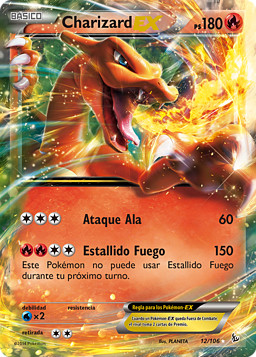 BÁSICO
Charizard EX
PS180
Ataque Ala 60
Estallido Fuego 150
Este Pokémon no puede usar Estallido Fuego
durante tu próximo turno.
debilidad
resistencia
×2
retirada
Regla para los Pokémon-EX
Cuando un Pokémon-EX queda Fuera de Combate,
el rival toma 2 cartas de Premio.
Ilus. PLANETA
12/106
©2014 Pokémon